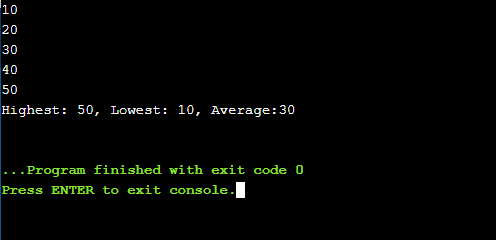 10
20
30
40
50
Highest: 50, Lowest: 10, Average:30
...Program finished with exit code 0
Press ENTER to exit console.